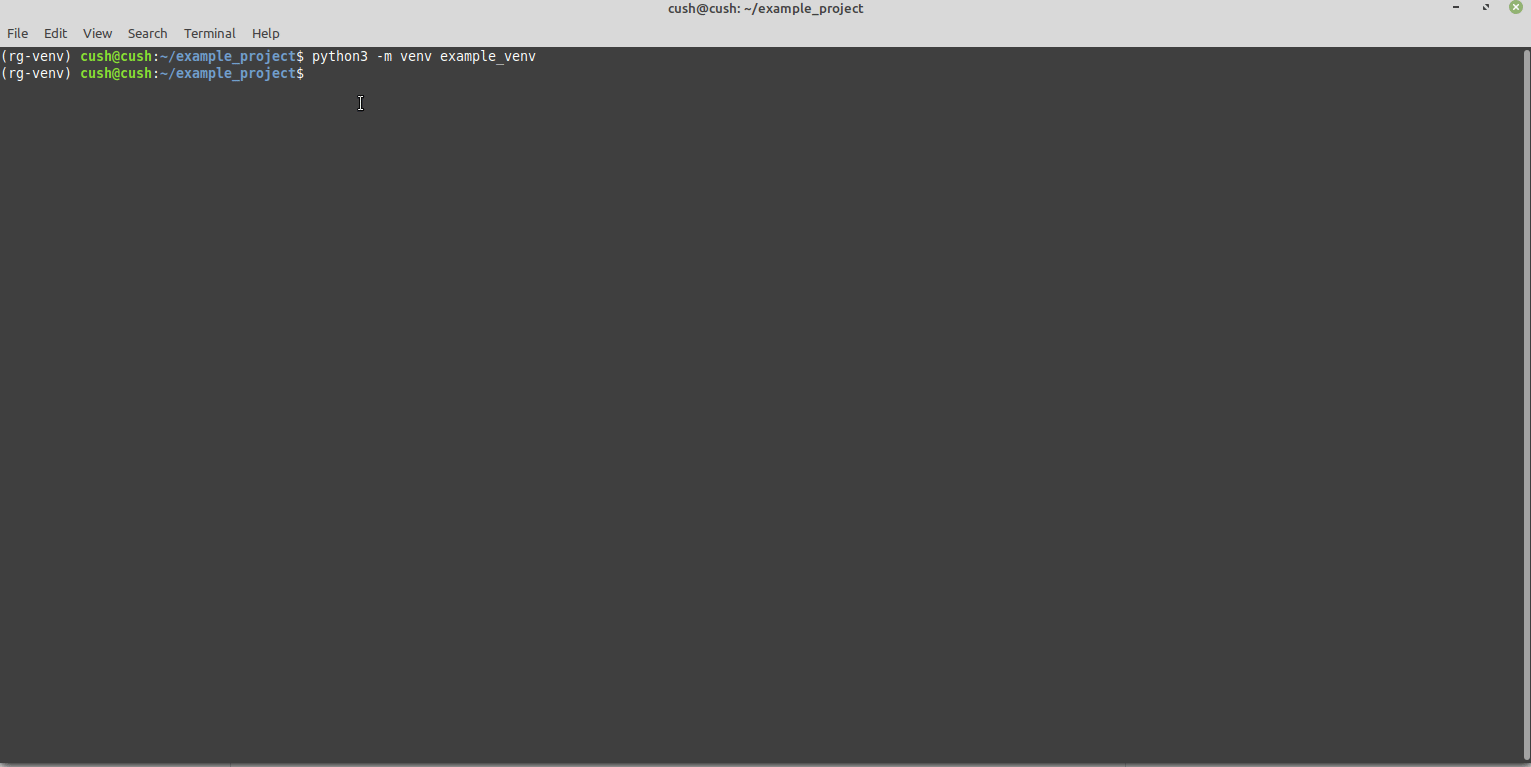 cush@cush: ~/example_project
File Edit View Search Terminal Help
(rg-venv) cush@cush:~/example_project$ python3 -m venv example_venv
(rg-venv) cush@cush:~/example_project$